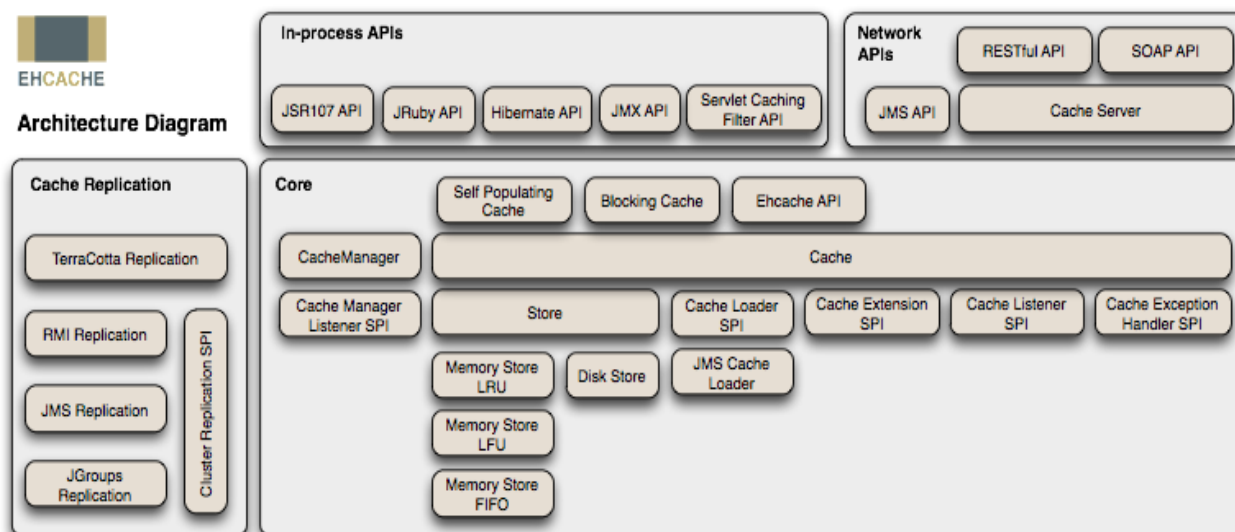 EHCACHE
Architecture Diagram
In-process APIs
JSR107 API
JRuby API
Hibernate API
JMX API
Servlet Caching
Filter API
Network
APIs
RESTful API
SOAP API
JMS API
Cache Server
Cache Replication
TerraCotta Replication
RMI Replication
JMS Replication
JGroups
Replication
Cluster Replication SPI
Core
Self Populating
Cache
Blocking Cache
Ehcache API
CacheManager
Cache
Cache Manager
Listener SPI
Store
Cache Loader
SPI
Cache Extension
SPI
Cache Listener
SPI
Cache Exception
Handler SPI
Memory Store
LRU
Disk Store
JMS Cache
Loader
Memory Store
LFU
Memory Store
FIFO